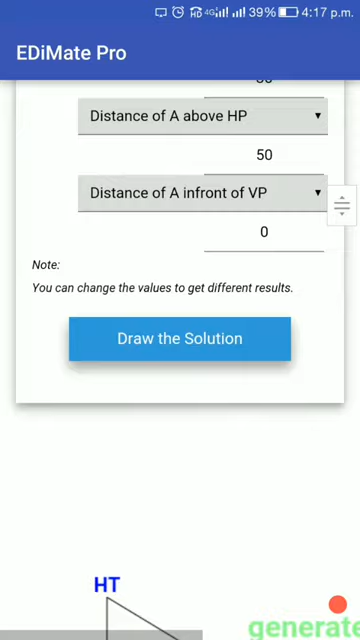 HD 4G 39% 4:17 p.m.
EDiMate Pro
Distance of A above HP
50
Distance of A infront of VP
0
Note:
You can change the values to get different results.
Draw the Solution
HT
generate